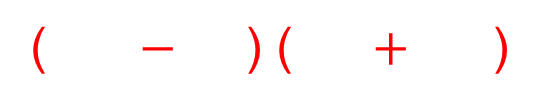 (   −   )(   +   )